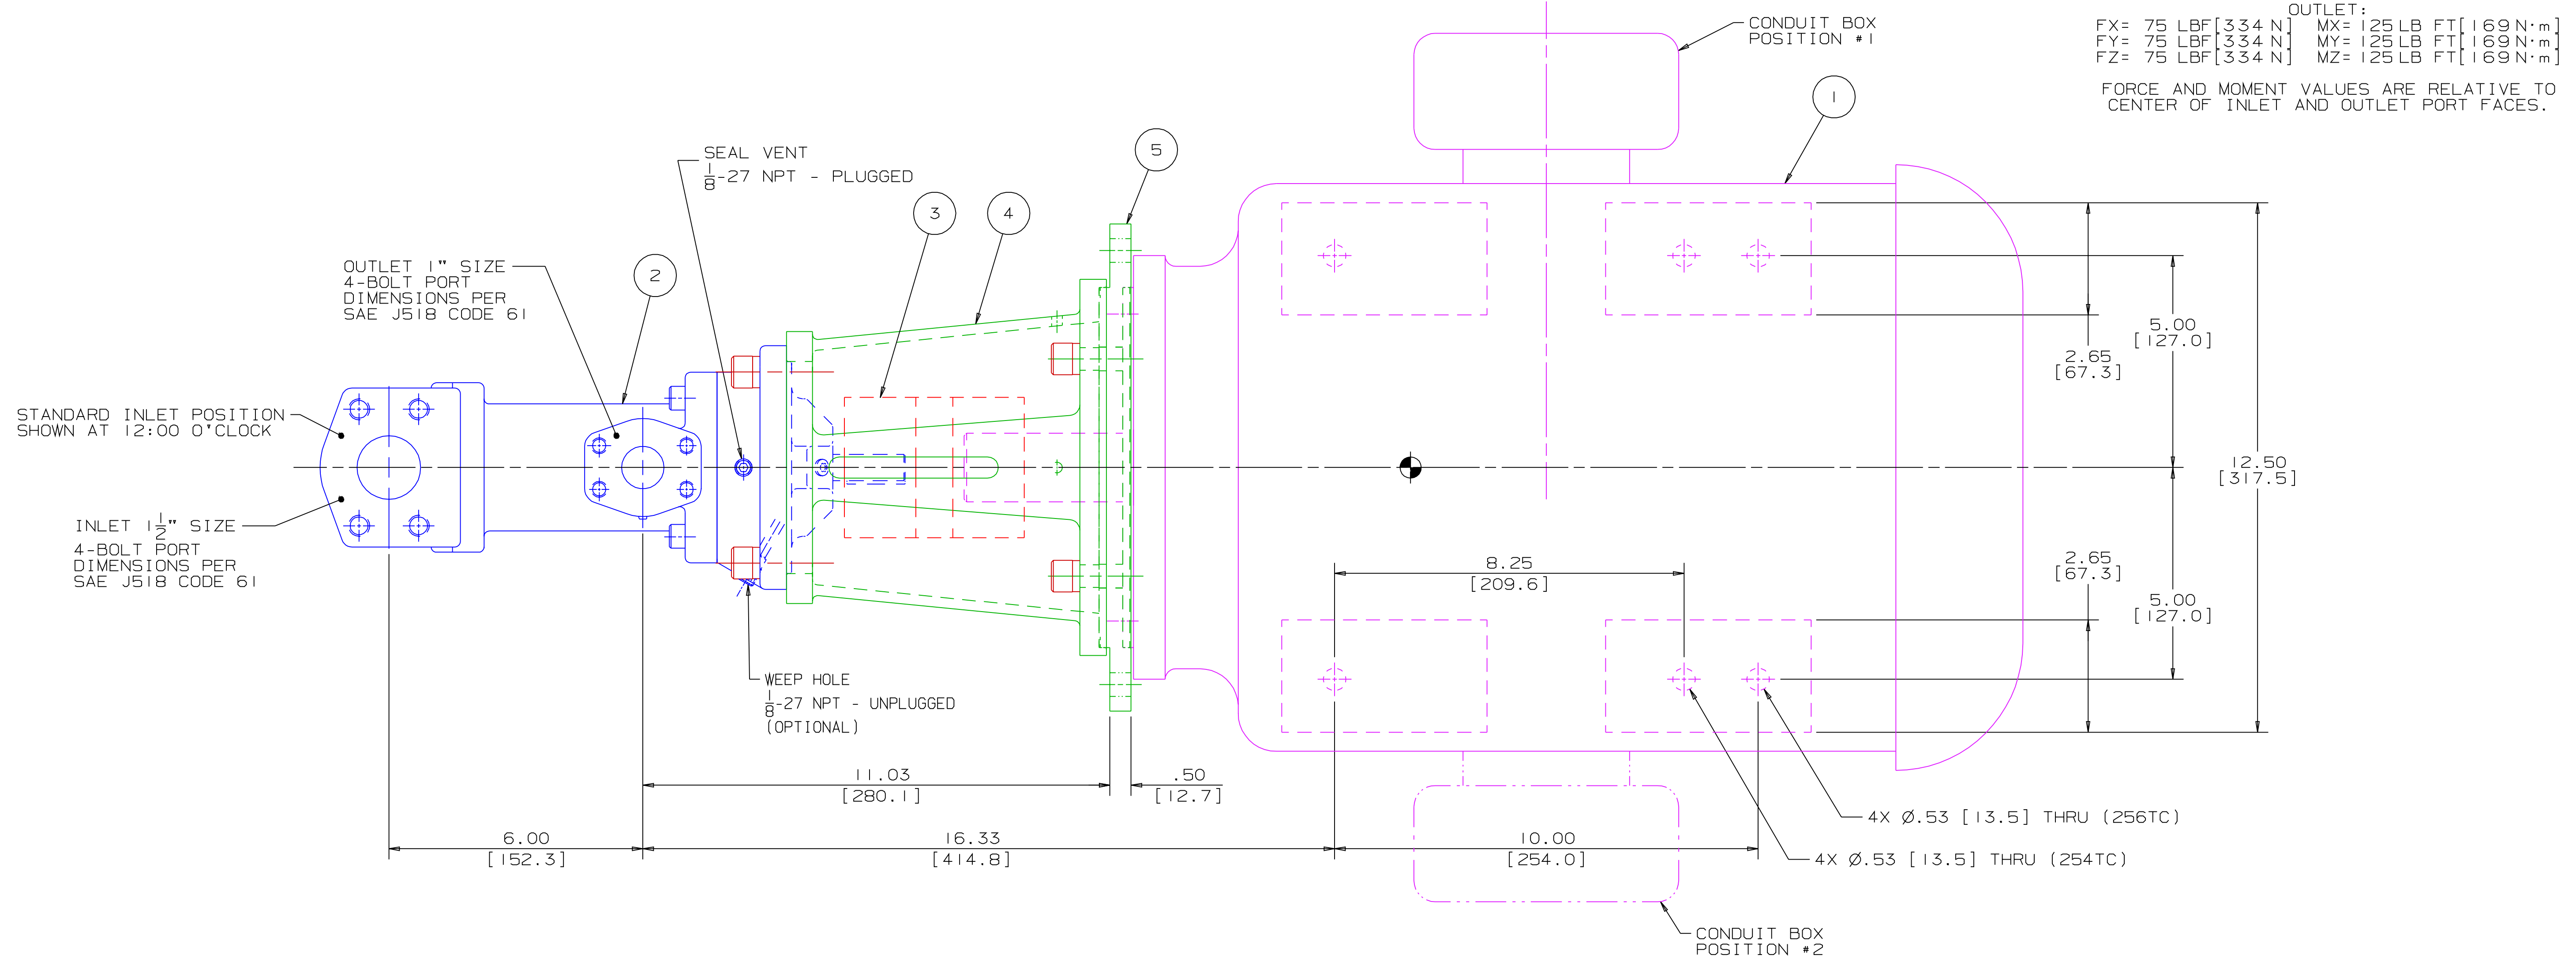 OUTLET:
FX= 75 LBF[334 N] MX=125 LB FT[169 N·m]
FY= 75 LBF[334 N] MY=125 LB FT[169 N·m]
FZ= 75 LBF[334 N] MZ=125 LB FT[169 N·m]
FORCE AND MOMENT VALUES ARE RELATIVE TO
CENTER OF INLET AND OUTLET PORT FACES.
CONDUIT BOX
POSITION #1
1
5
SEAL VENT
1/8-27 NPT - PLUGGED
3
4
2
OUTLET 1" SIZE
4-BOLT PORT
DIMENSIONS PER
SAE J518 CODE 61
STANDARD INLET POSITION
SHOWN AT 12:00 O'CLOCK
INLET 1 1/2" SIZE
4-BOLT PORT
DIMENSIONS PER
SAE J518 CODE 61
WEEP HOLE
1/8-27 NPT - UNPLUGGED
(OPTIONAL)
5.00
[127.0]
2.65
[67.3]
12.50
[317.5]
8.25
[209.6]
2.65
[67.3]
5.00
[127.0]
11.03
[280.1]
.50
[12.7]
6.00
[152.3]
16.33
[414.8]
10.00
[254.0]
4X Ø.53 [13.5] THRU (256TC)
4X Ø.53 [13.5] THRU (254TC)
CONDUIT BOX
POSITION #2